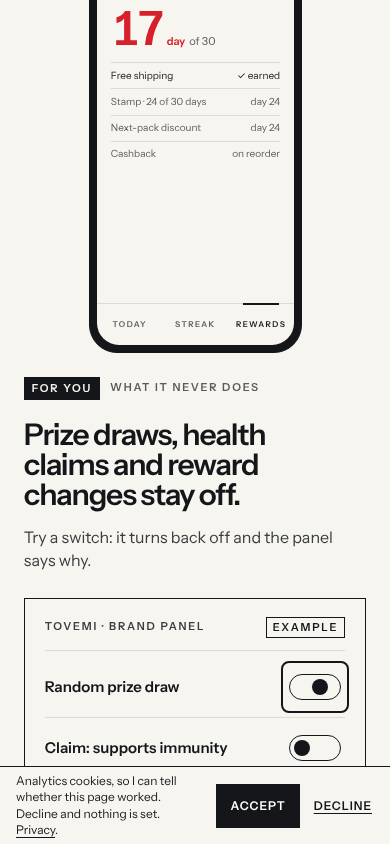 17 day of 30
Free shipping ✓ earned
Stamp · 24 of 30 days day 24
Next-pack discount day 24
Cashback on reorder
TODAY STREAK REWARDS
FOR YOU WHAT IT NEVER DOES
Prize draws, health
claims and reward
changes stay off.
Try a switch: it turns back off and the panel
says why.
TOVEMI · BRAND PANEL EXAMPLE
Random prize draw
Claim: supports immunity
Analytics cookies, so I can tell
whether this page worked.
Decline and nothing is set.
Privacy.
ACCEPT DECLINE